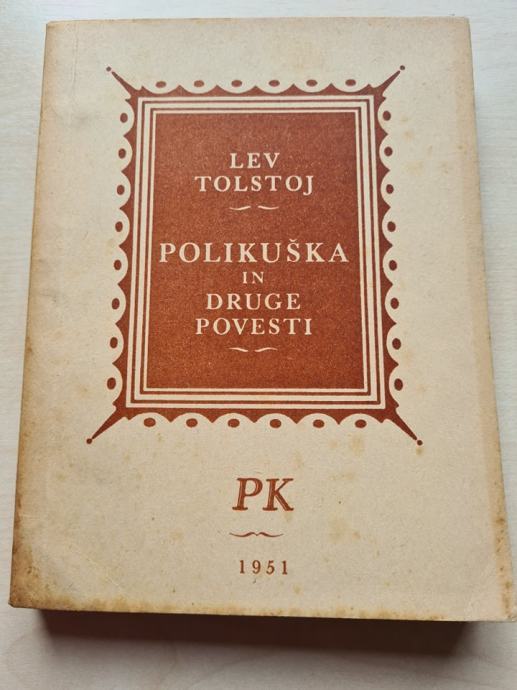 LEV
TOLSTOJ
POLIKUŠKA
IN
DRUGE
POVESTI
PK
1951